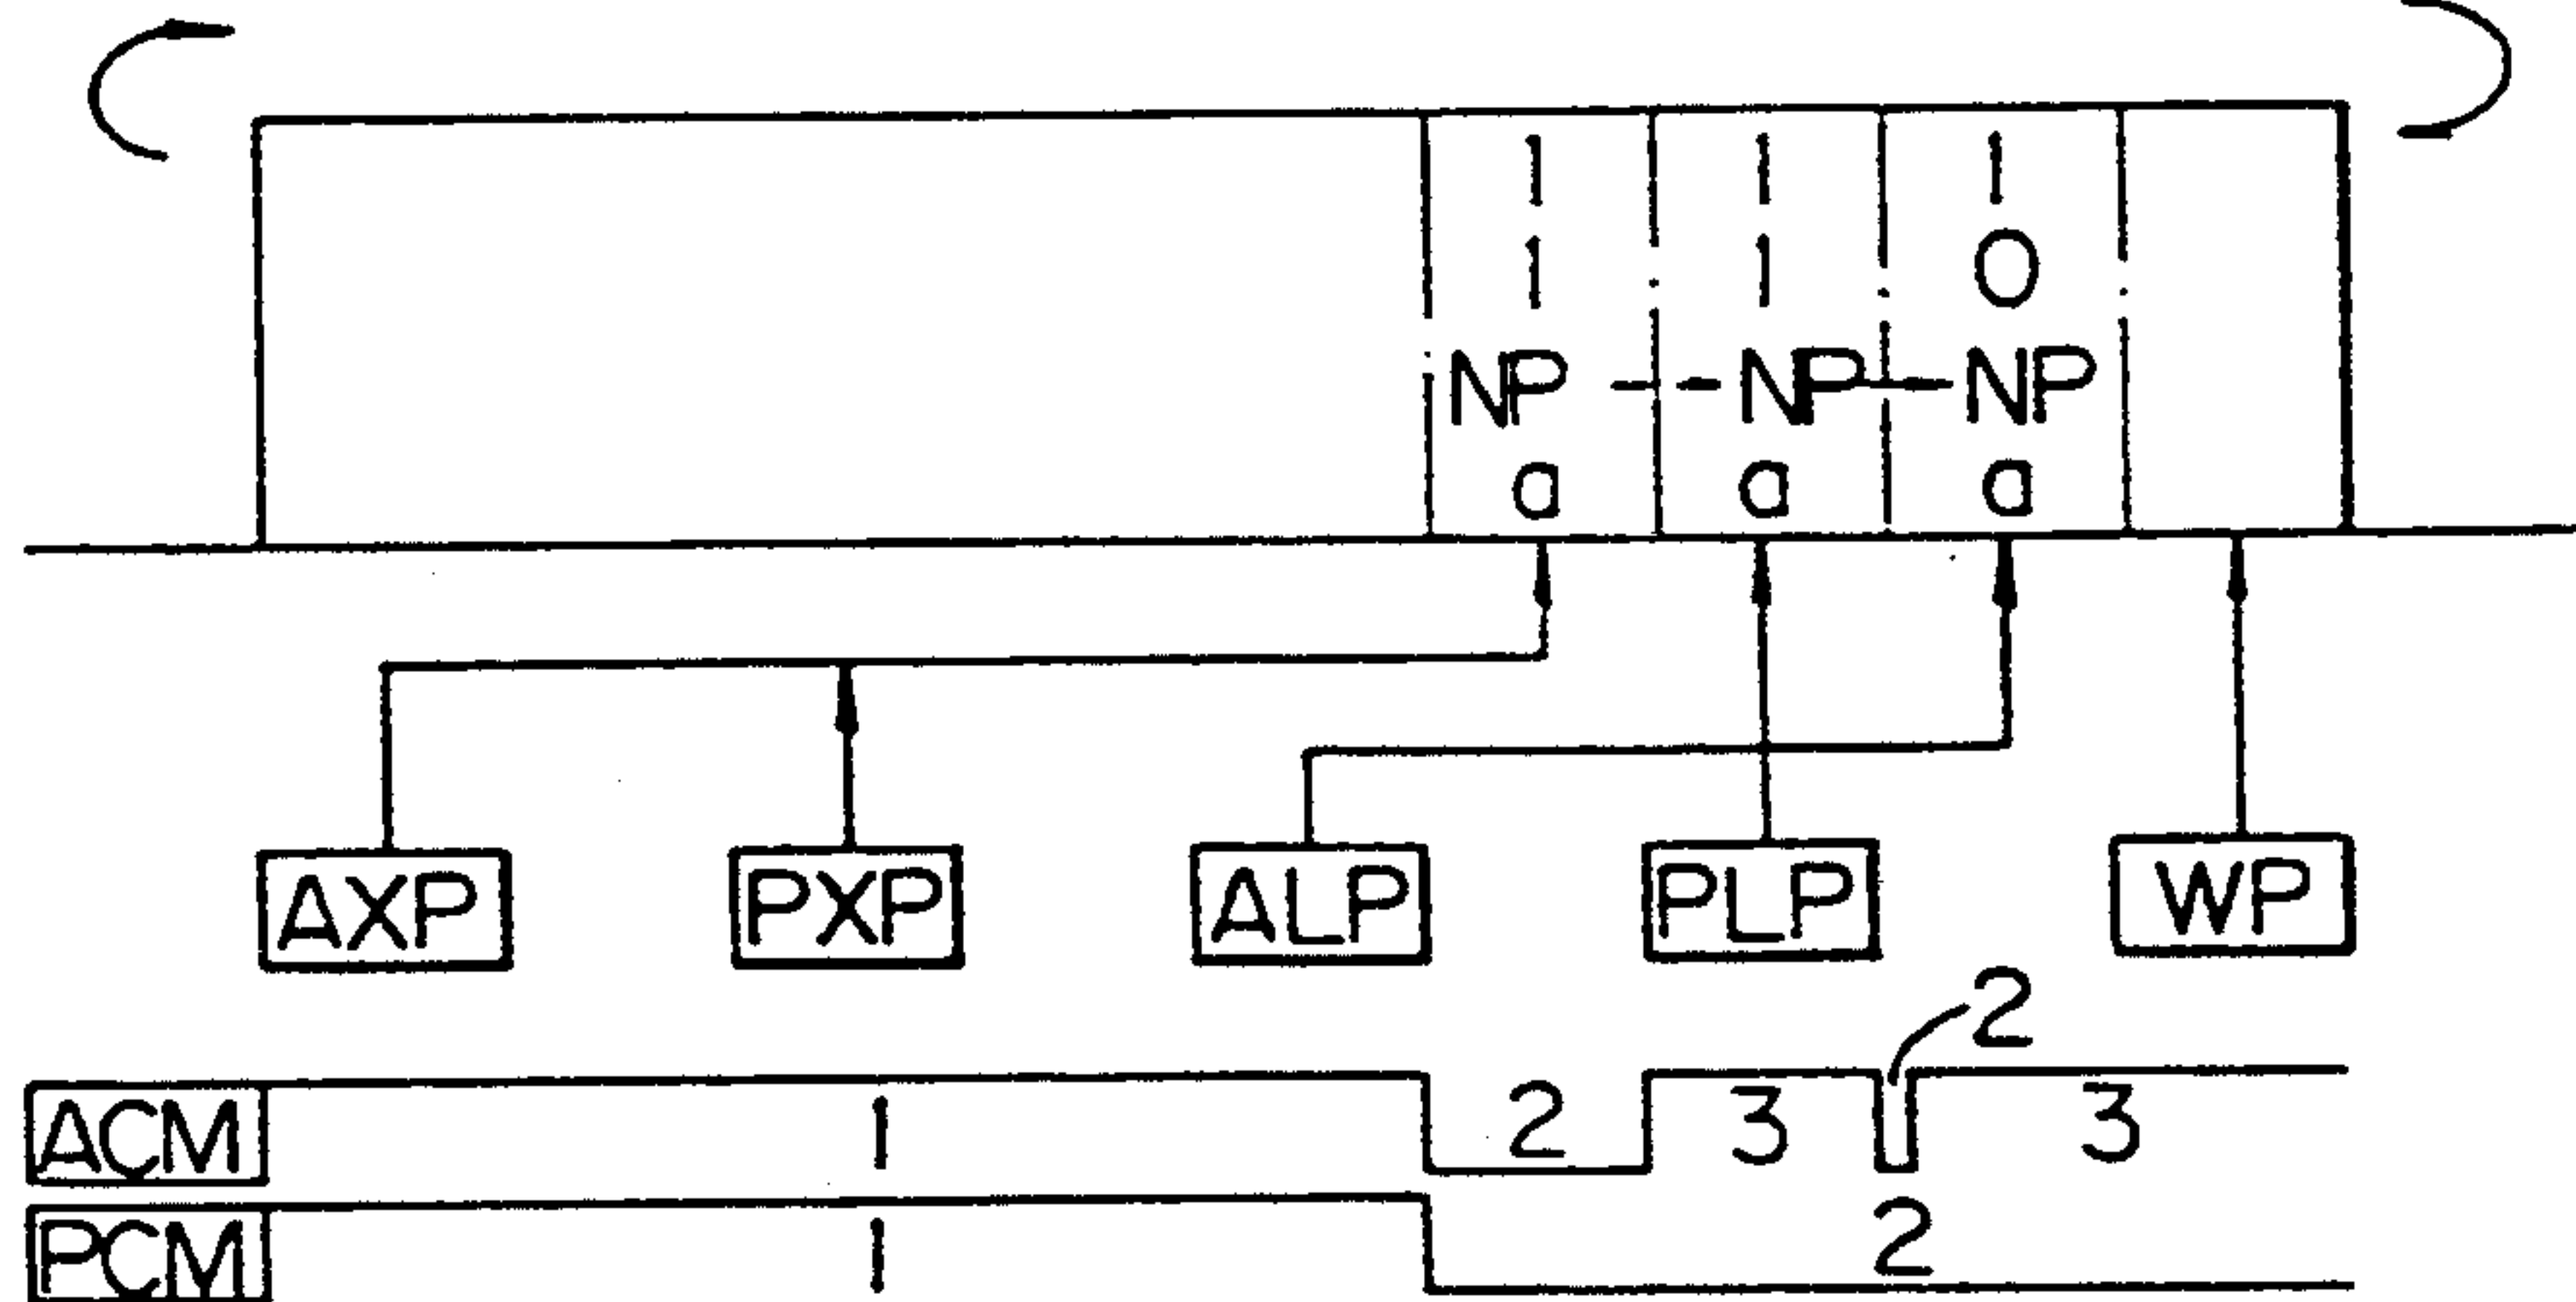 1 1 1
1 1 0
NP NP NP
a a a
AXP PXP ALP PLP WP
2
ACM 1 2 3 3
PCM 1 2